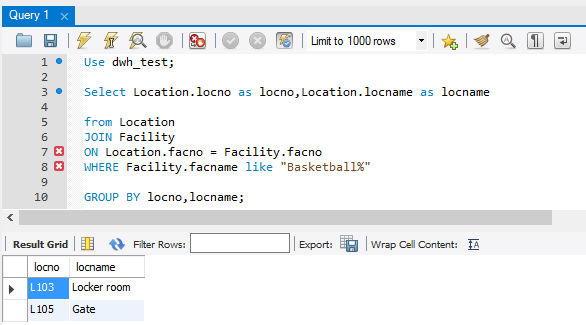 Query 1
Limit to 1000 rows
1 Use dwh_test;
2
3 Select Location.locno as locno,Location.locname as locname
4
5 from Location
6 JOIN Facility
7 ON Location.facno = Facility.facno
8 WHERE Facility.facname like "Basketball%"
9
10 GROUP BY locno,locname;
Result Grid Filter Rows: Export: Wrap Cell Content:
locno locname
L103 Locker room
L105 Gate